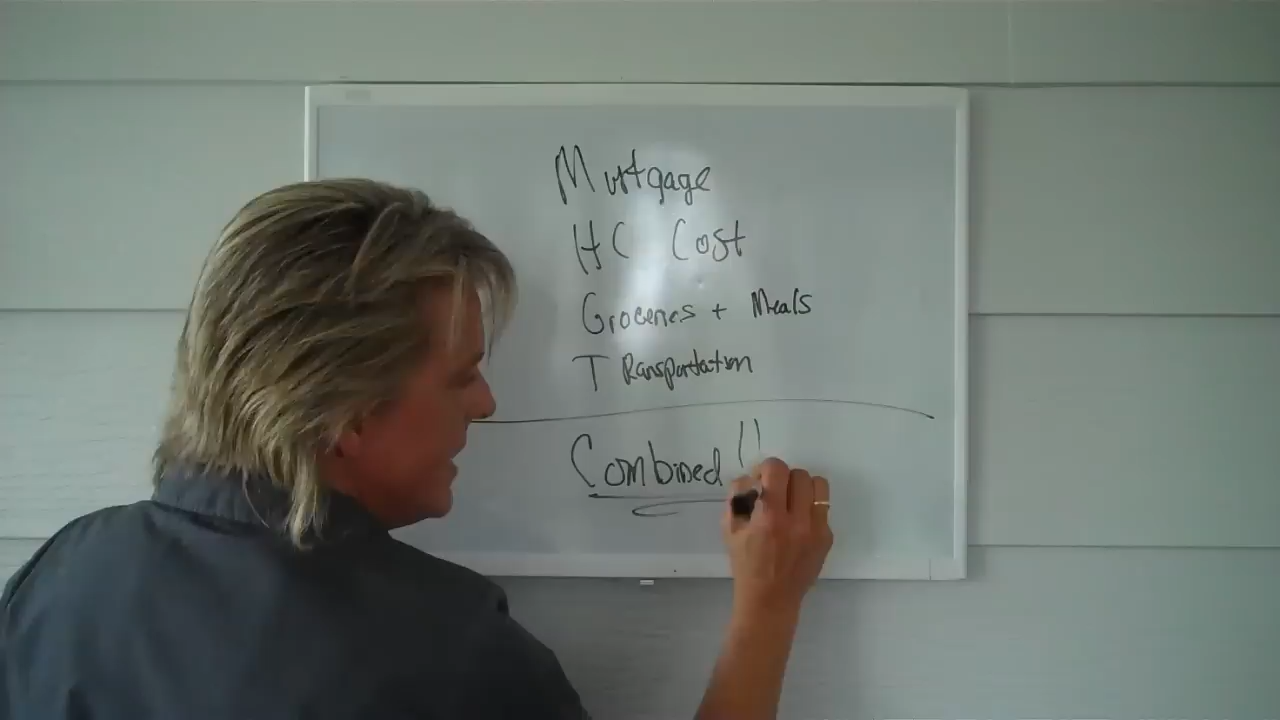 Mortgage
HC Cost
Groceries + Meals
Transportation
Combined !!